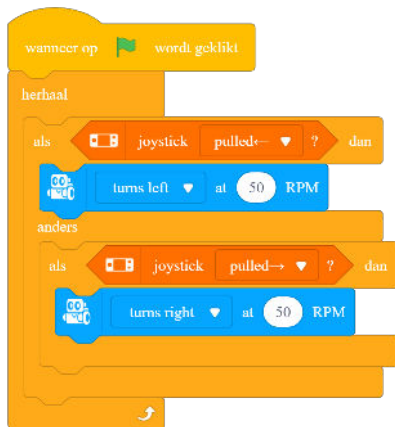 wanneer op wordt geklikt
herhaal
als joystick pulled← ? dan
turns left at 50 RPM
anders
als joystick pulled→ ? dan
turns right at 50 RPM